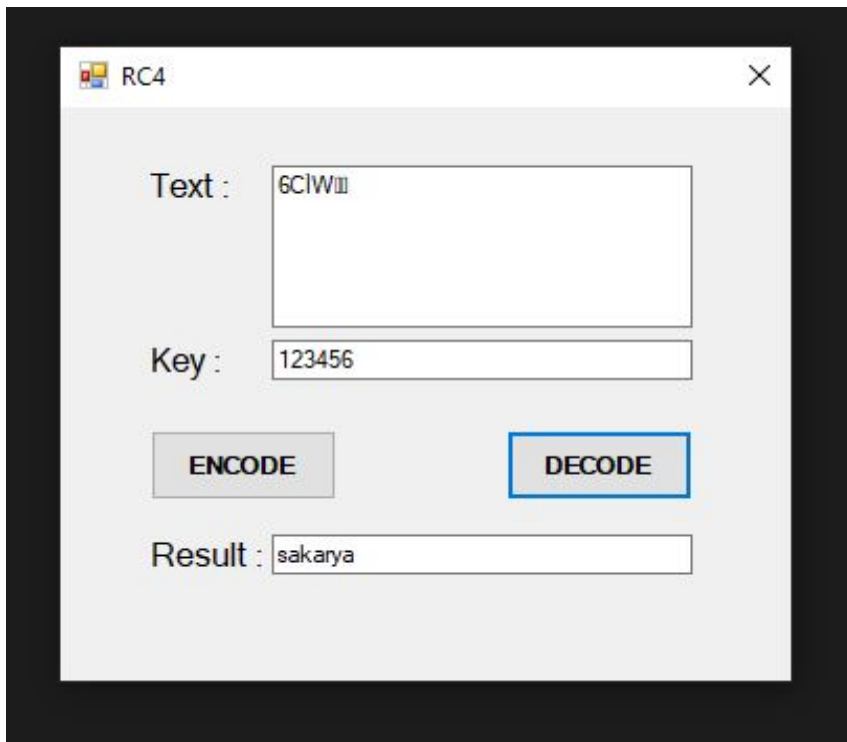 RC4
Text :
6ClW
Key :
123456
ENCODE
DECODE
Result :
sakarya